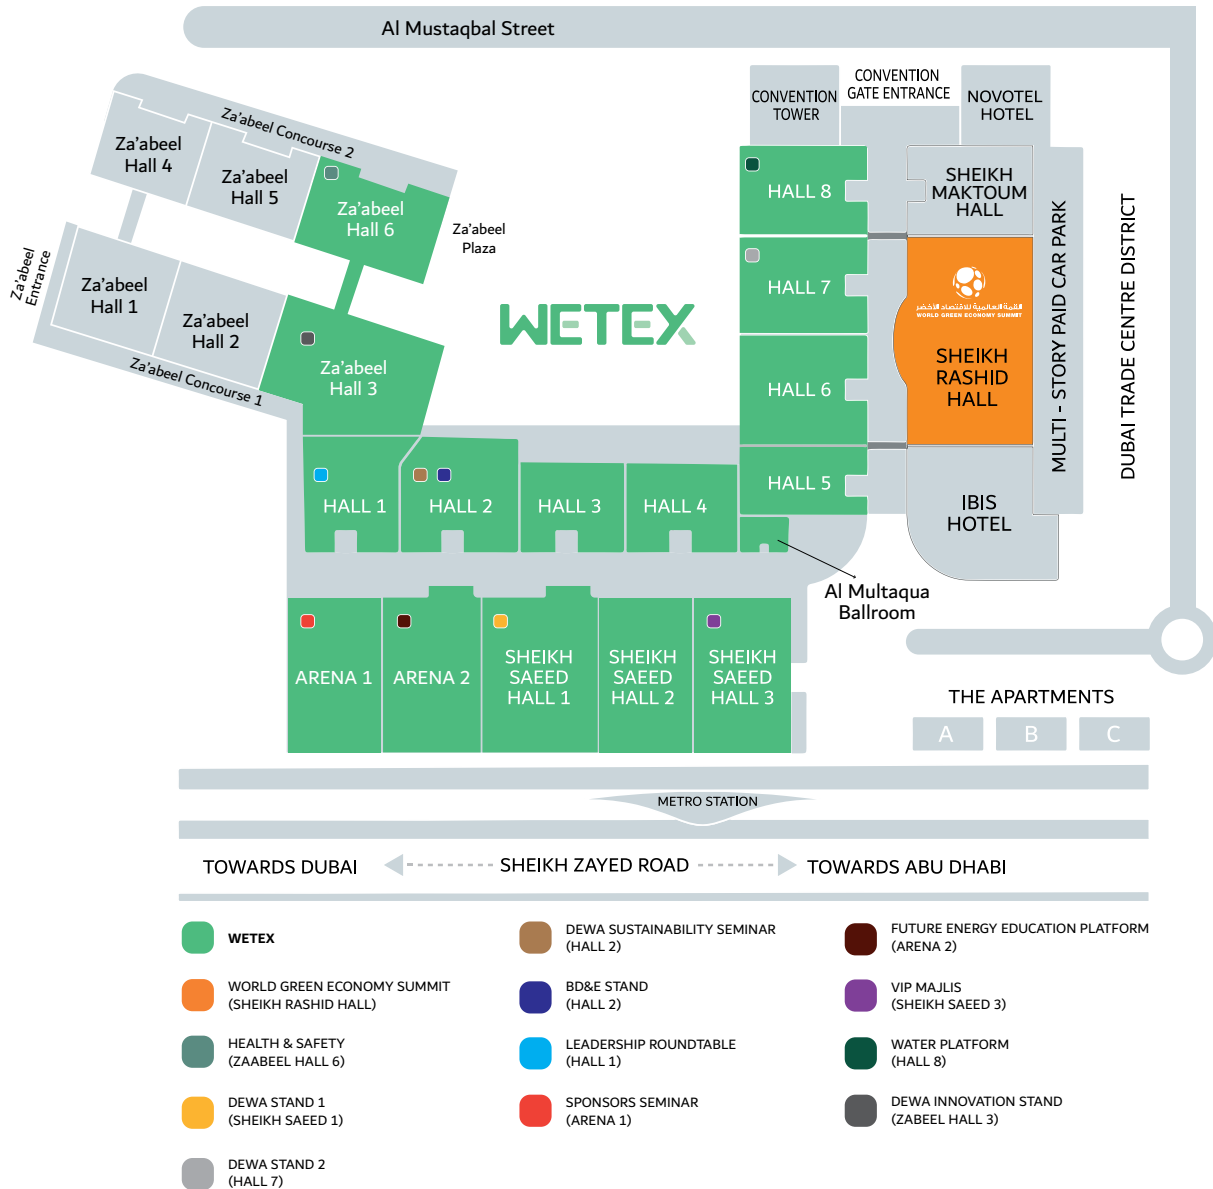 Al Mustaqbal Street
CONVENTION
GATE ENTRANCE
CONVENTION
TOWER
NOVOTEL
HOTEL
Za'abeel Concourse 2
Za'abeel
Hall 4
Za'abeel
Hall 5
Za'abeel
Hall 6
Za'abeel
Plaza
Za'abeel
Entrance
Za'abeel
Hall 1
Za'abeel
Hall 2
Za'abeel
Hall 3
Za'abeel Concourse 1
WETEX
HALL 8
HALL 7
HALL 6
HALL 5
SHEIKH
MAKTOUM
HALL
القمة العالمية للاقتصاد الأخضر
WORLD GREEN ECONOMY SUMMIT
SHEIKH
RASHID
HALL
MULTI - STORY PAID CAR PARK
DUBAI TRADE CENTRE DISTRICT
IBIS
HOTEL
HALL 1
HALL 2
HALL 3
HALL 4
Al Multaqua
Ballroom
ARENA 1
ARENA 2
SHEIKH
SAEED
HALL 1
SHEIKH
SAEED
HALL 2
SHEIKH
SAEED
HALL 3
THE APARTMENTS
A
B
C
METRO STATION
TOWARDS DUBAI
SHEIKH ZAYED ROAD
TOWARDS ABU DHABI
WETEX
WORLD GREEN ECONOMY SUMMIT
(SHEIKH RASHID HALL)
HEALTH & SAFETY
(ZAABEEL HALL 6)
DEWA STAND 1
(SHEIKH SAEED 1)
DEWA STAND 2
(HALL 7)
DEWA SUSTAINABILITY SEMINAR
(HALL 2)
BD&E STAND
(HALL 2)
LEADERSHIP ROUNDTABLE
(HALL 1)
SPONSORS SEMINAR
(ARENA 1)
FUTURE ENERGY EDUCATION PLATFORM
(ARENA 2)
VIP MAJLIS
(SHEIKH SAEED 3)
WATER PLATFORM
(HALL 8)
DEWA INNOVATION STAND
(ZABEEL HALL 3)